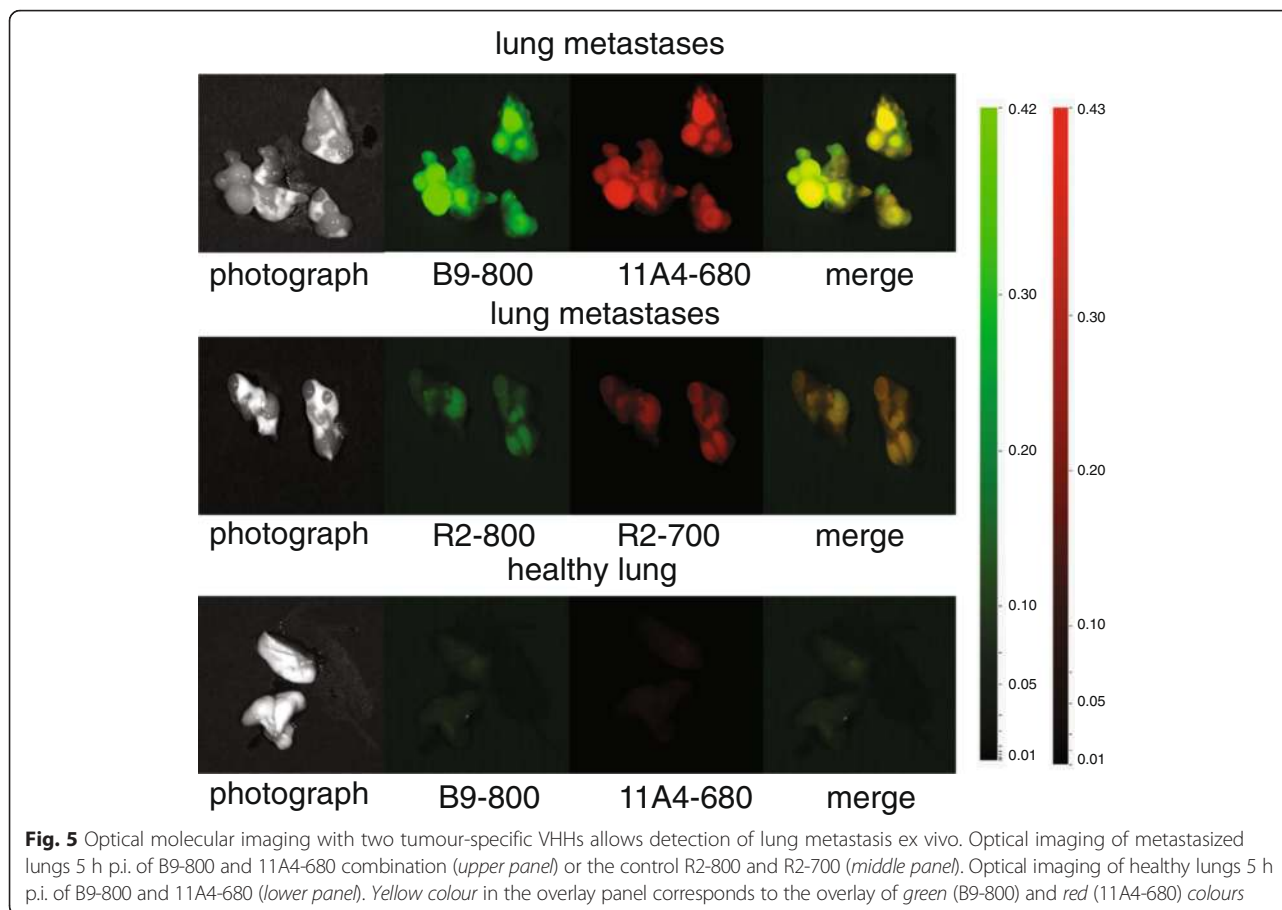 lung metastases
photograph B9-800 11A4-680 merge
lung metastases
photograph R2-800 R2-700 merge
healthy lung
photograph B9-800 11A4-680 merge
0.42 0.43
0.30 0.30
0.20 0.20
0.10 0.10
0.05 0.05
0.01 0.01
Fig. 5 Optical molecular imaging with two tumour-specific VHHs allows detection of lung metastasis ex vivo. Optical imaging of metastasized
lungs 5 h p.i. of B9-800 and 11A4-680 combination (upper panel) or the control R2-800 and R2-700 (middle panel). Optical imaging of healthy lungs 5 h
p.i. of B9-800 and 11A4-680 (lower panel). Yellow colour in the overlay panel corresponds to the overlay of green (B9-800) and red (11A4-680) colours